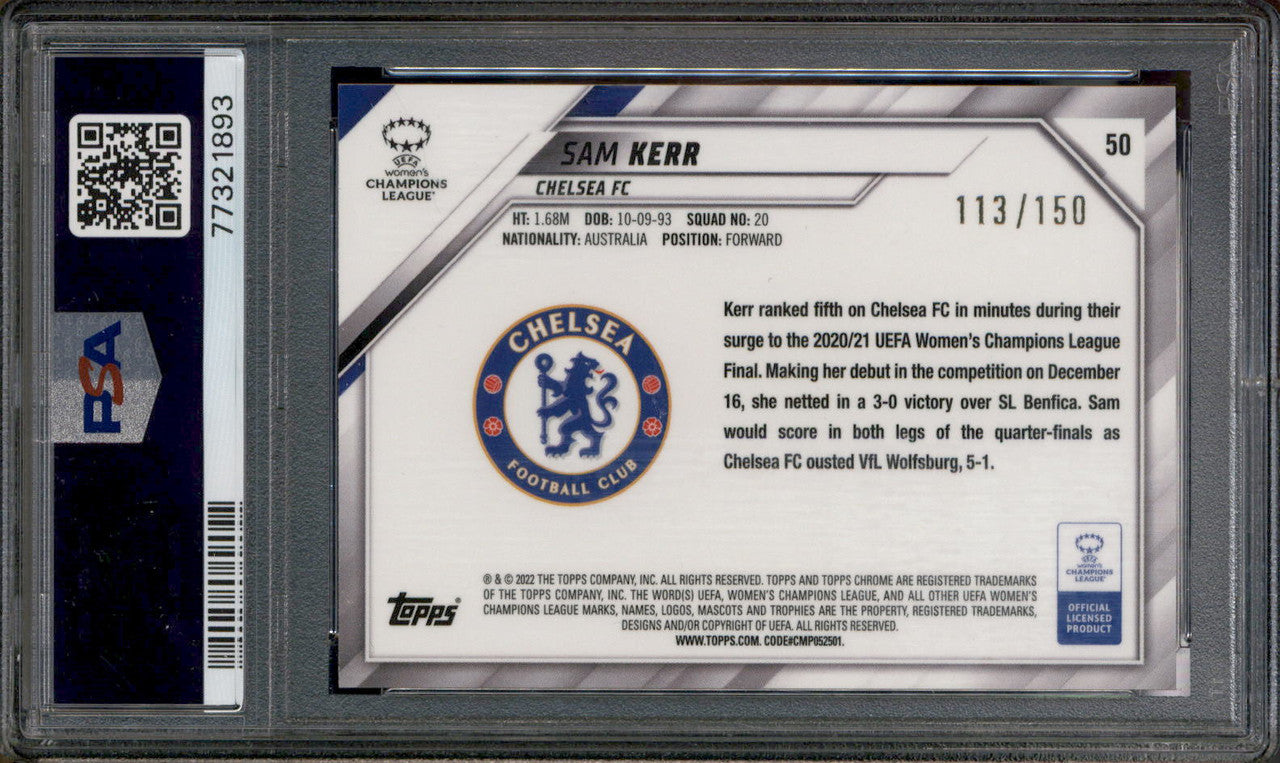 77321893
PSA
UEFA
women's
CHAMPIONS
LEAGUE
SAM KERR
CHELSEA FC
50
HT: 1.68M DOB: 10-09-93 SQUAD NO: 20
NATIONALITY: AUSTRALIA POSITION: FORWARD
113/150
CHELSEA
FOOTBALL CLUB
Kerr ranked fifth on Chelsea FC in minutes during their
surge to the 2020/21 UEFA Women's Champions League
Final. Making her debut in the competition on December
16, she netted in a 3-0 victory over SL Benfica. Sam
would score in both legs of the quarter-finals as
Chelsea FC ousted VfL Wolfsburg, 5-1.
UEFA
women's
CHAMPIONS
LEAGUE
OFFICIAL
LICENSED
PRODUCT
Topps
® & © 2022 THE TOPPS COMPANY, INC. ALL RIGHTS RESERVED. TOPPS AND TOPPS CHROME ARE REGISTERED TRADEMARKS
OF THE TOPPS COMPANY, INC. THE WORD(S) UEFA, WOMEN'S CHAMPIONS LEAGUE, AND ALL OTHER UEFA WOMEN'S
CHAMPIONS LEAGUE MARKS, NAMES, LOGOS, MASCOTS AND TROPHIES ARE THE PROPERTY, REGISTERED TRADEMARKS,
DESIGNS AND/OR COPYRIGHT OF UEFA. ALL RIGHTS RESERVED.
WWW.TOPPS.COM. CODE#CMP052501.